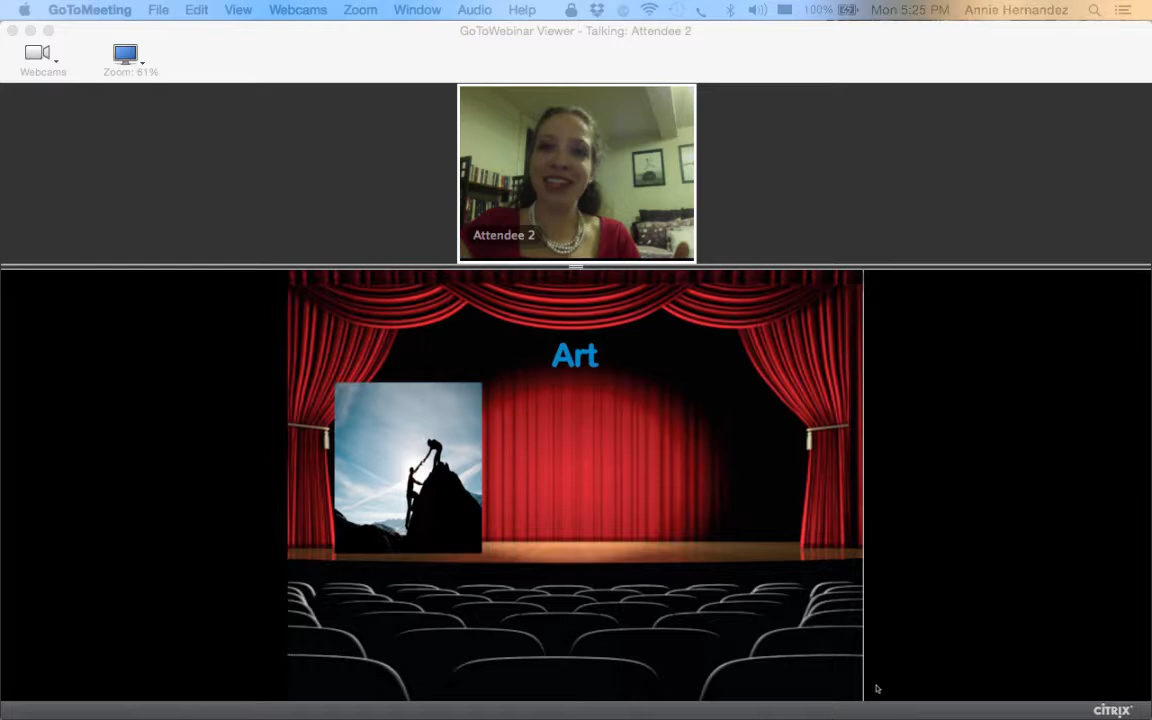 GoToMeeting File Edit View Webcams Zoom Window Audio Help 100% Mon 5:25 PM Annie Hernandez
GoToWebinar Viewer - Talking: Attendee 2
Webcams Zoom: 61%
Attendee 2
Art
CITRIX